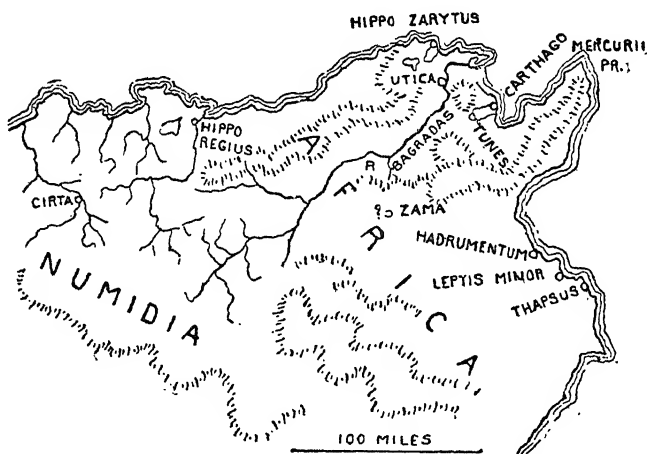 HIPPO ZARYTUS
MERCURII
PR.
CARTHAGO
UTICA
HIPPO
REGIUS
TUNES
R BAGRADAS
CIRTA
? ZAMA
HADRUMENTUM
LEPTIS MINOR
THAPSUS
AFRICA
NUMIDIA
100 MILES